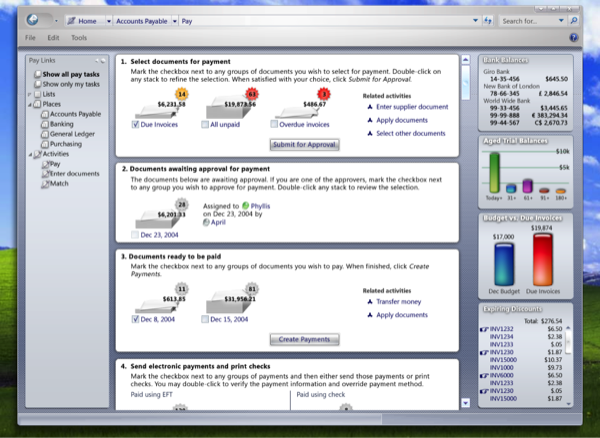 Home Accounts Payable Pay
Search for...
File Edit Tools
Pay Links
Show all pay tasks
Show only my tasks
Lists
Places
Accounts Payable
Banking
General Ledger
Purchasing
Activities
Pay
Enter documents
Match
1. Select documents for payment
Mark the checkbox next to any groups of documents you wish to select for payment. Double-click on
any stack to refine the selection. When satisfied with your choice, click Submit for Approval.
14
63
3
$6,231.58
$19,873.56
$486.67
Due Invoices
All unpaid
Overdue invoices
Related activities
Enter supplier document
Apply documents
Select other documents
Submit for Approval
2. Documents awaiting approval for payment
The documents below are awaiting approval. If you are one of the approvers, mark the checkbox
next to any group you wish to approve for payment. Double-click any stack to review the selection.
28
$6,201.33
Dec 23, 2004
Assigned to Phyllis
on Dec 23, 2004 by
April
3. Documents ready to be paid
Mark the checkbox next to any groups of documents you wish to pay. When finished, click Create
Payments.
11
81
$613.85
$31,956.21
Dec 8, 2004
Dec 15, 2004
Related activities
Transfer money
Apply documents
Create Payments
4. Send electronic payments and print checks
Mark the checkbox next to any groups of payments and then either send those payments or print
checks. You may double-click to verify the payment information and override payment method.
Paid using EFT
Paid using check
Bank Balances
Giro Bank
14-35-456 $645.50
New Bank of London
78-66-345 £ 2,846.54
World Wide Bank
99-33-456 $3,445.65
99-99-888 € 383,294.34
99-44-567 C$ 2,670.73
Aged Trial Balances
$10k
$5k
Today+ 31+ 61+ 91+ 180+
Budget vs. Due Invoices
$19,874
$17,000
Dec Budget Due Invoices
Expiring Discounts
Total: $276.54
INV1232 $6.50
INV1234 $2.38
INV1233 $.05
INV1230 $1.87
INV15000 $10.37
INV1000 $9.73
INV6000 $6.50
INV1233 $2.38
INV1230 $.05
INV15000 $1.87